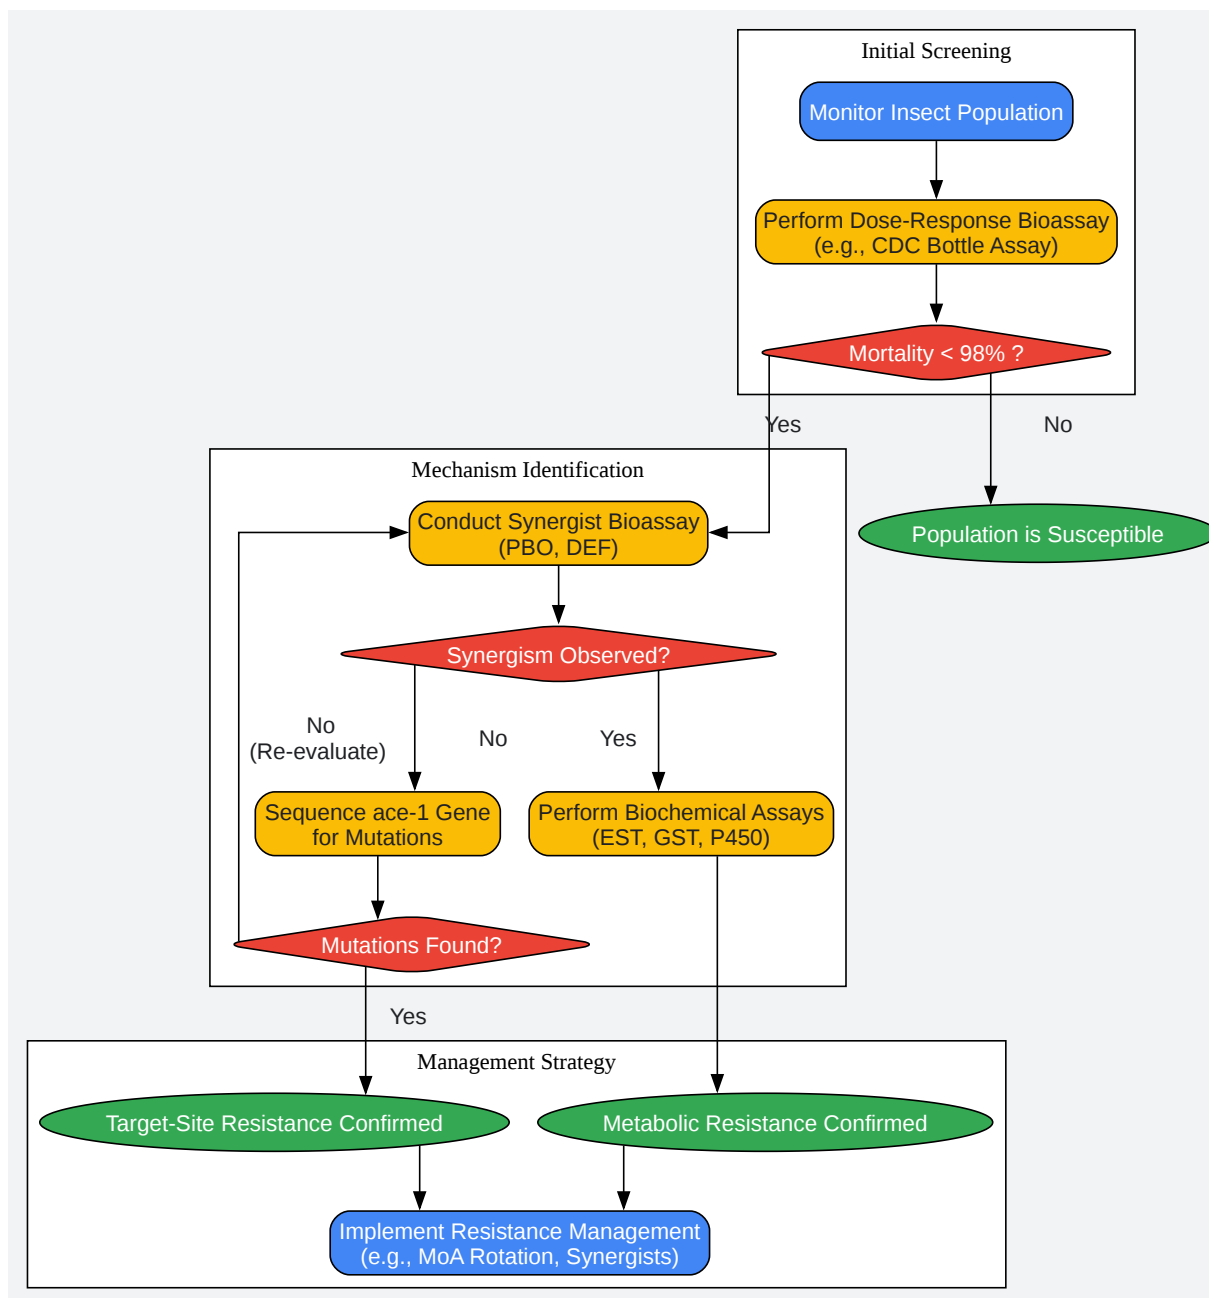 Initial Screening
Monitor Insect Population
Perform Dose-Response Bioassay
(e.g., CDC Bottle Assay)
Mortality < 98% ?
Yes
No
Mechanism Identification
Conduct Synergist Bioassay
(PBO, DEF)
Population is Susceptible
Synergism Observed?
No
(Re-evaluate)
No
Yes
Sequence ace-1 Gene
for Mutations
Perform Biochemical Assays
(EST, GST, P450)
Mutations Found?
Yes
Management Strategy
Target-Site Resistance Confirmed
Metabolic Resistance Confirmed
Implement Resistance Management
(e.g., MoA Rotation, Synergists)